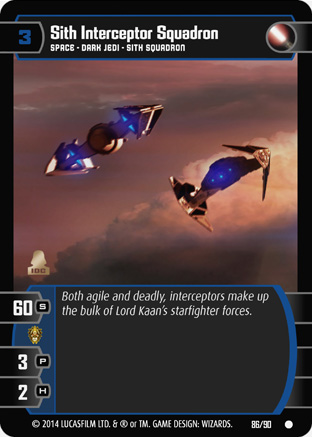 3 Sith Interceptor Squadron
SPACE - DARK JEDI - SITH SQUADRON
IDC
60 S
Both agile and deadly, interceptors make up
the bulk of Lord Kaan's starfighter forces.
3 P
2 H
© 2014 LUCASFILM LTD. & ® or TM. GAME DESIGN: WIZARDS. 86/90